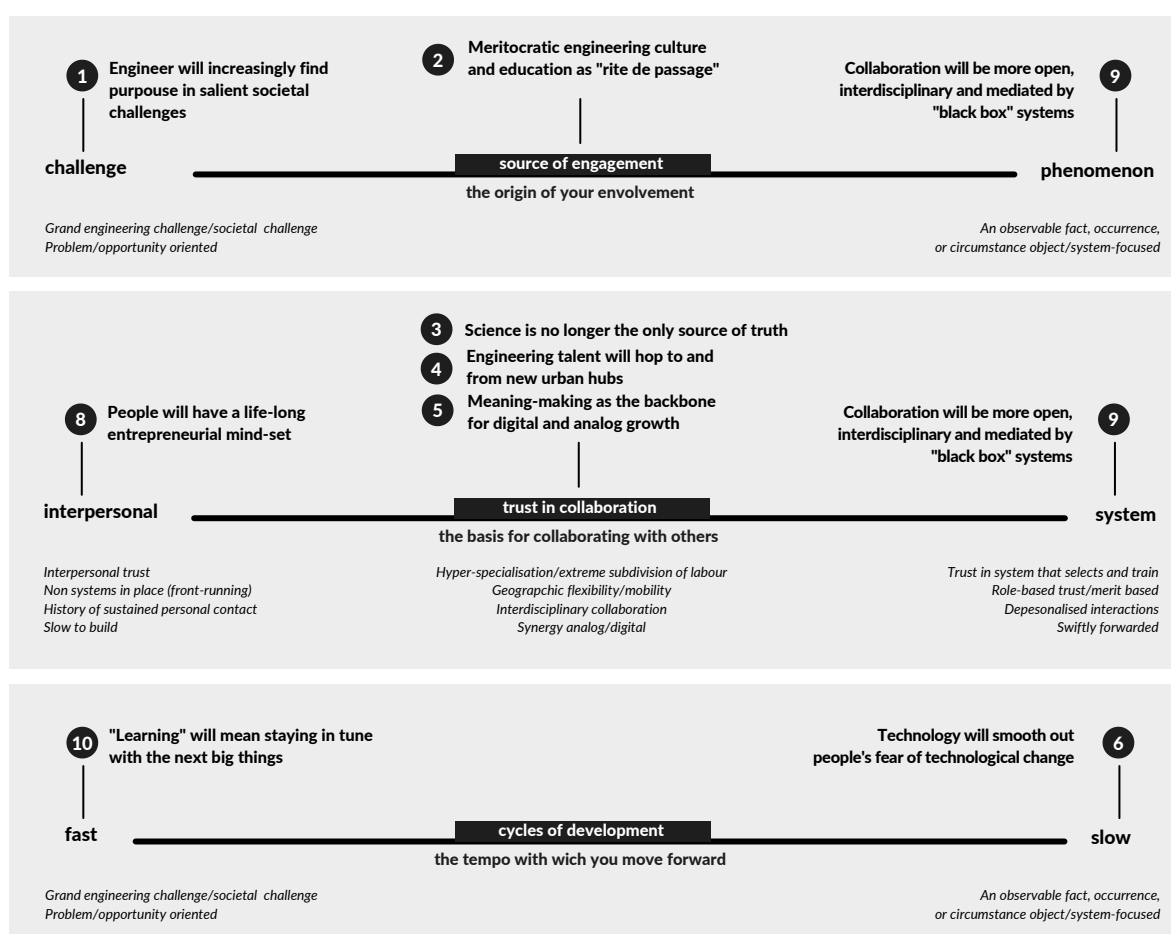 1
Engineer will increasingly find
purpouse in salient societal
challenges
2
Meritocratic engineering culture
and education as "rite de passage"
Collaboration will be more open,
interdisciplinary and mediated by
"black box" systems
9
challenge
source of engagement
phenomenon
the origin of your envolvement
Grand engineering challenge/societal  challenge
Problem/opportunity oriented
An observable fact, occurrence,
or circumstance object/system-focused
3
Science is no longer the only source of truth
4
Engineering talent will hop to and
from new urban hubs
5
Meaning-making as the backbone
for digital and analog growth
8
People will have a life-long
entrepreneurial mind-set
Collaboration will be more open,
interdisciplinary and mediated by
"black box" systems
9
interpersonal
trust in collaboration
system
the basis for collaborating with others
Interpersonal trust
Non systems in place (front-running)
History of sustained personal contact
Slow to build
Hyper-specialisation/extreme subdivision of labour
Geograpchic flexibility/mobility
Interdisciplinary collaboration
Synergy analog/digital
Trust in system that selects and train
Role-based trust/merit based
Depesonalised interactions
Swiftly forwarded
10
"Learning" will mean staying in tune
with the next big things
Technology will smooth out
people's fear of technological change
6
fast
cycles of development
slow
the tempo with wich you move forward
Grand engineering challenge/societal  challenge
Problem/opportunity oriented
An observable fact, occurrence,
or circumstance object/system-focused